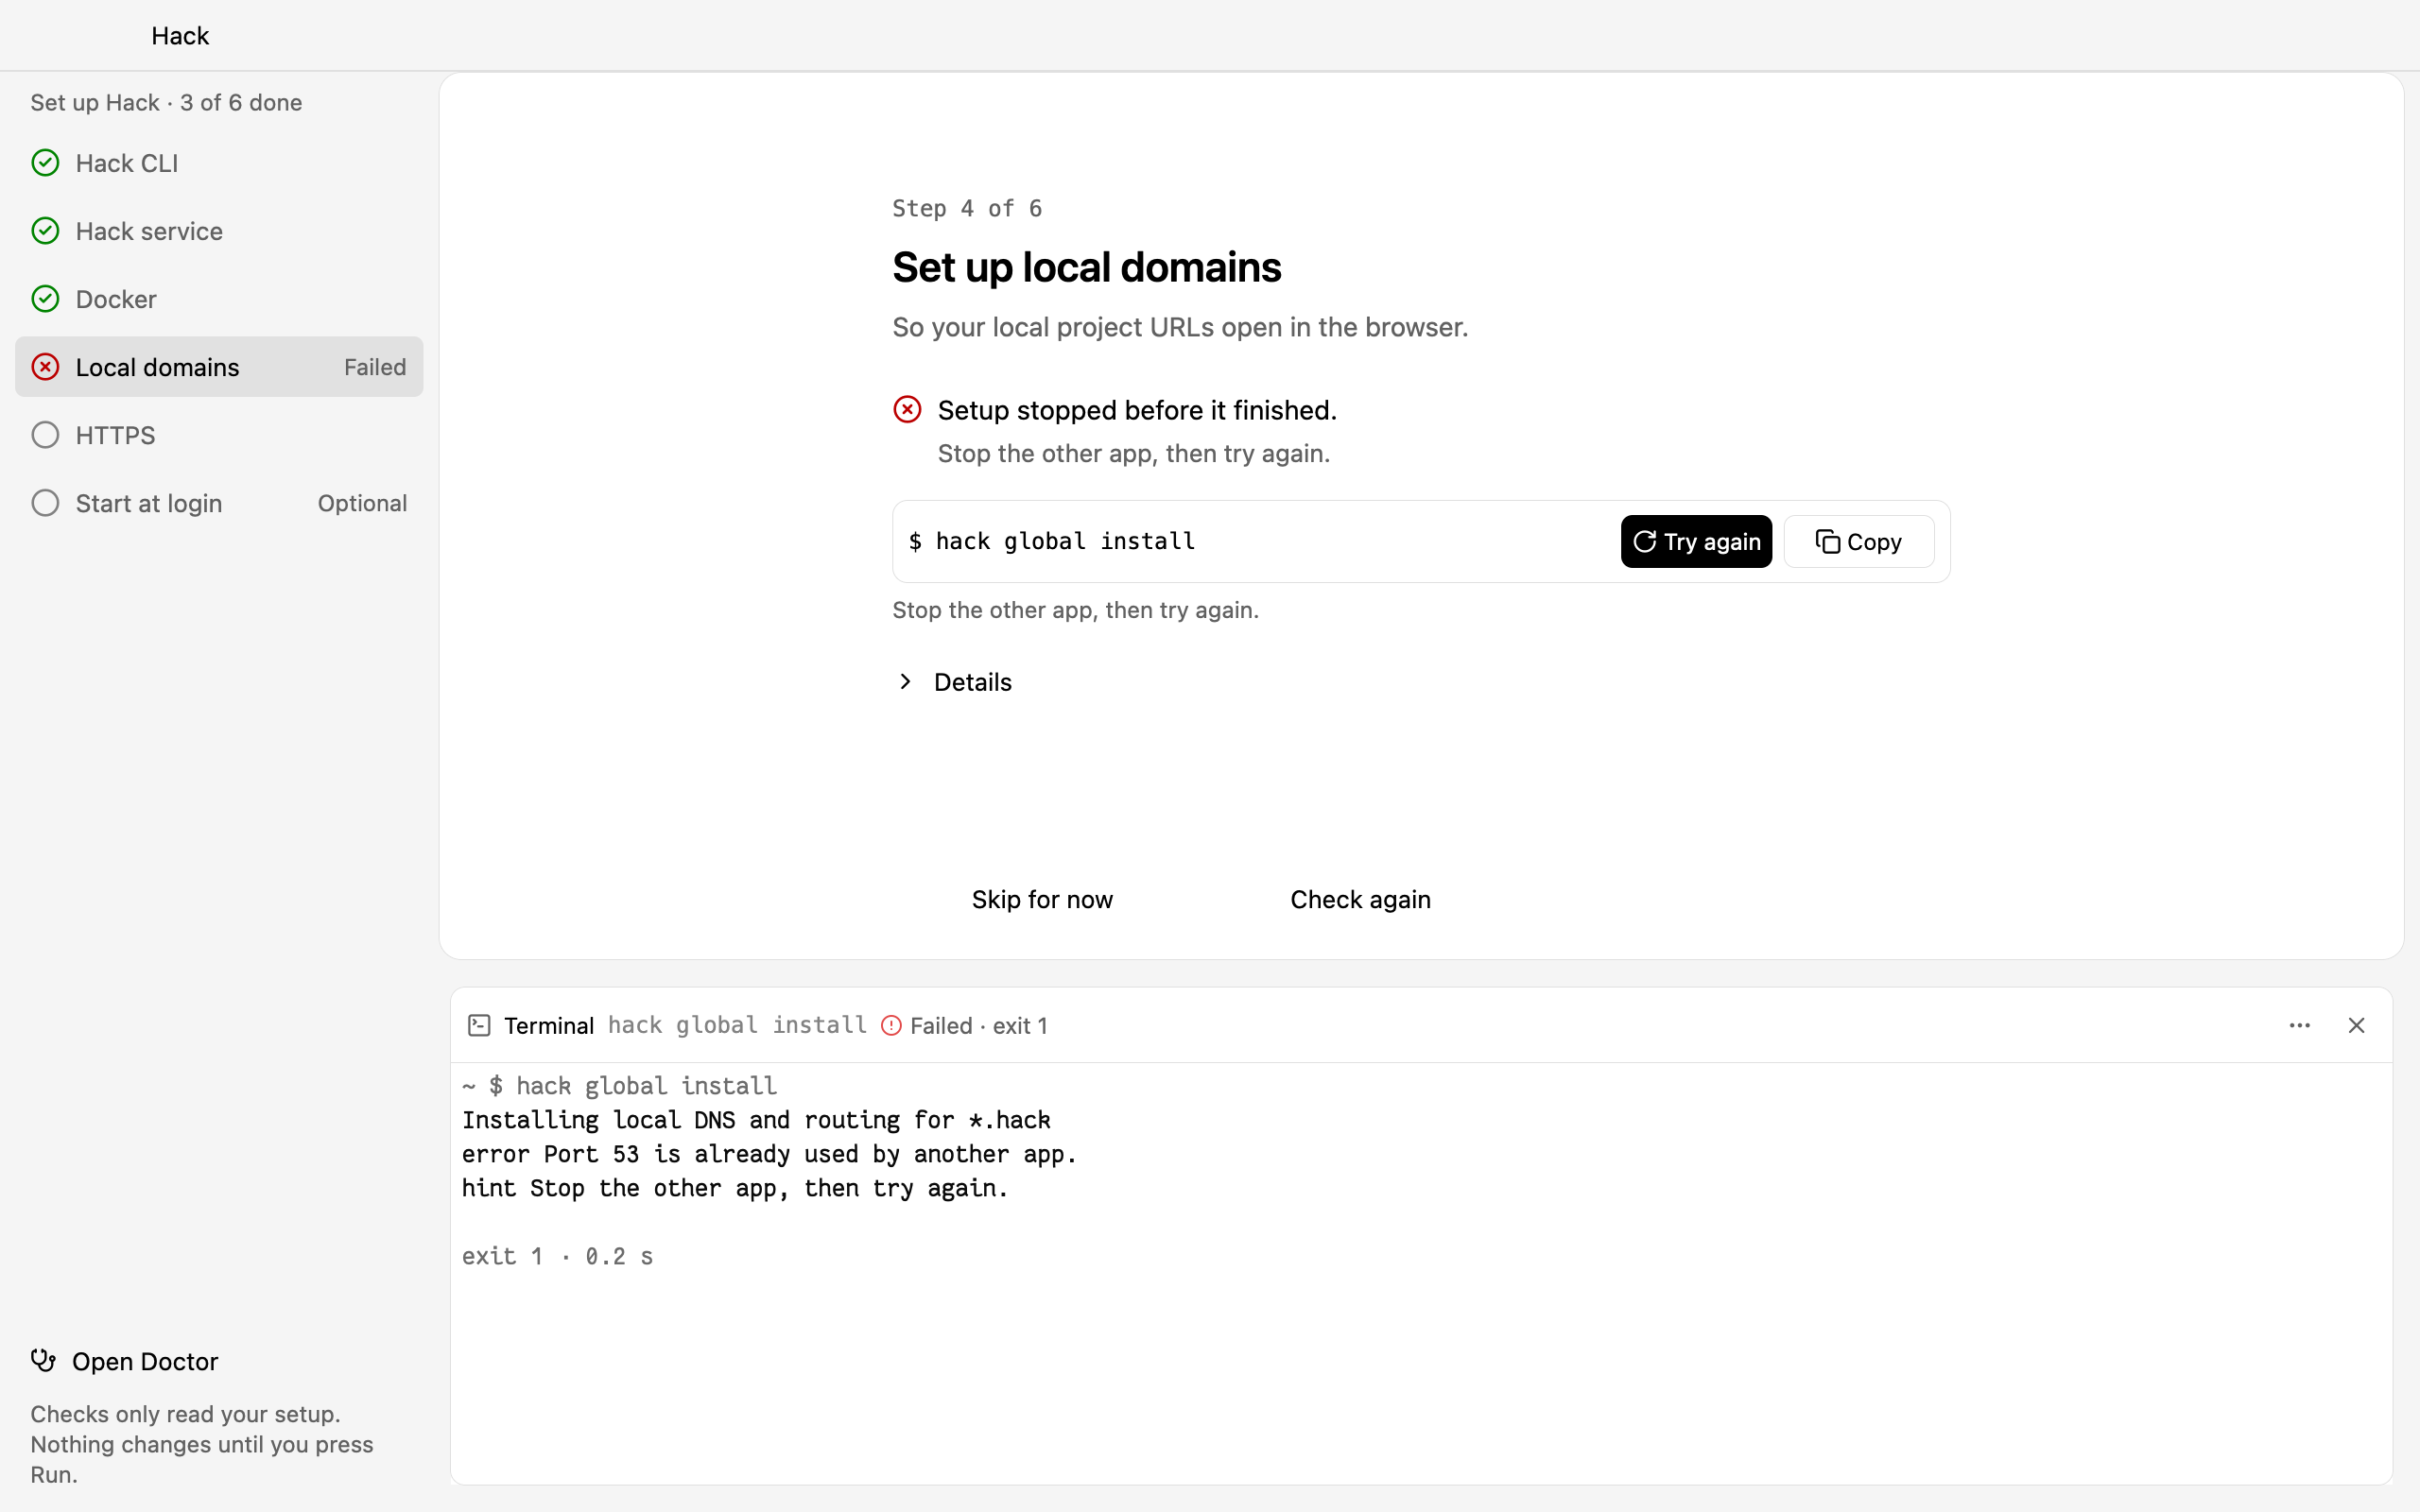 Hack
Set up Hack · 3 of 6 done
Hack CLI
Hack service
Docker
Local domains Failed
HTTPS
Start at login Optional
Open Doctor
Checks only read your setup.
Nothing changes until you press
Run.
Step 4 of 6
Set up local domains
So your local project URLs open in the browser.
Setup stopped before it finished.
Stop the other app, then try again.
$ hack global install
Try again
Copy
Stop the other app, then try again.
Details
Skip for now
Check again
Terminal hack global install Failed · exit 1
~ $ hack global install
Installing local DNS and routing for *.hack
error Port 53 is already used by another app.
hint Stop the other app, then try again.
exit 1 · 0.2 s